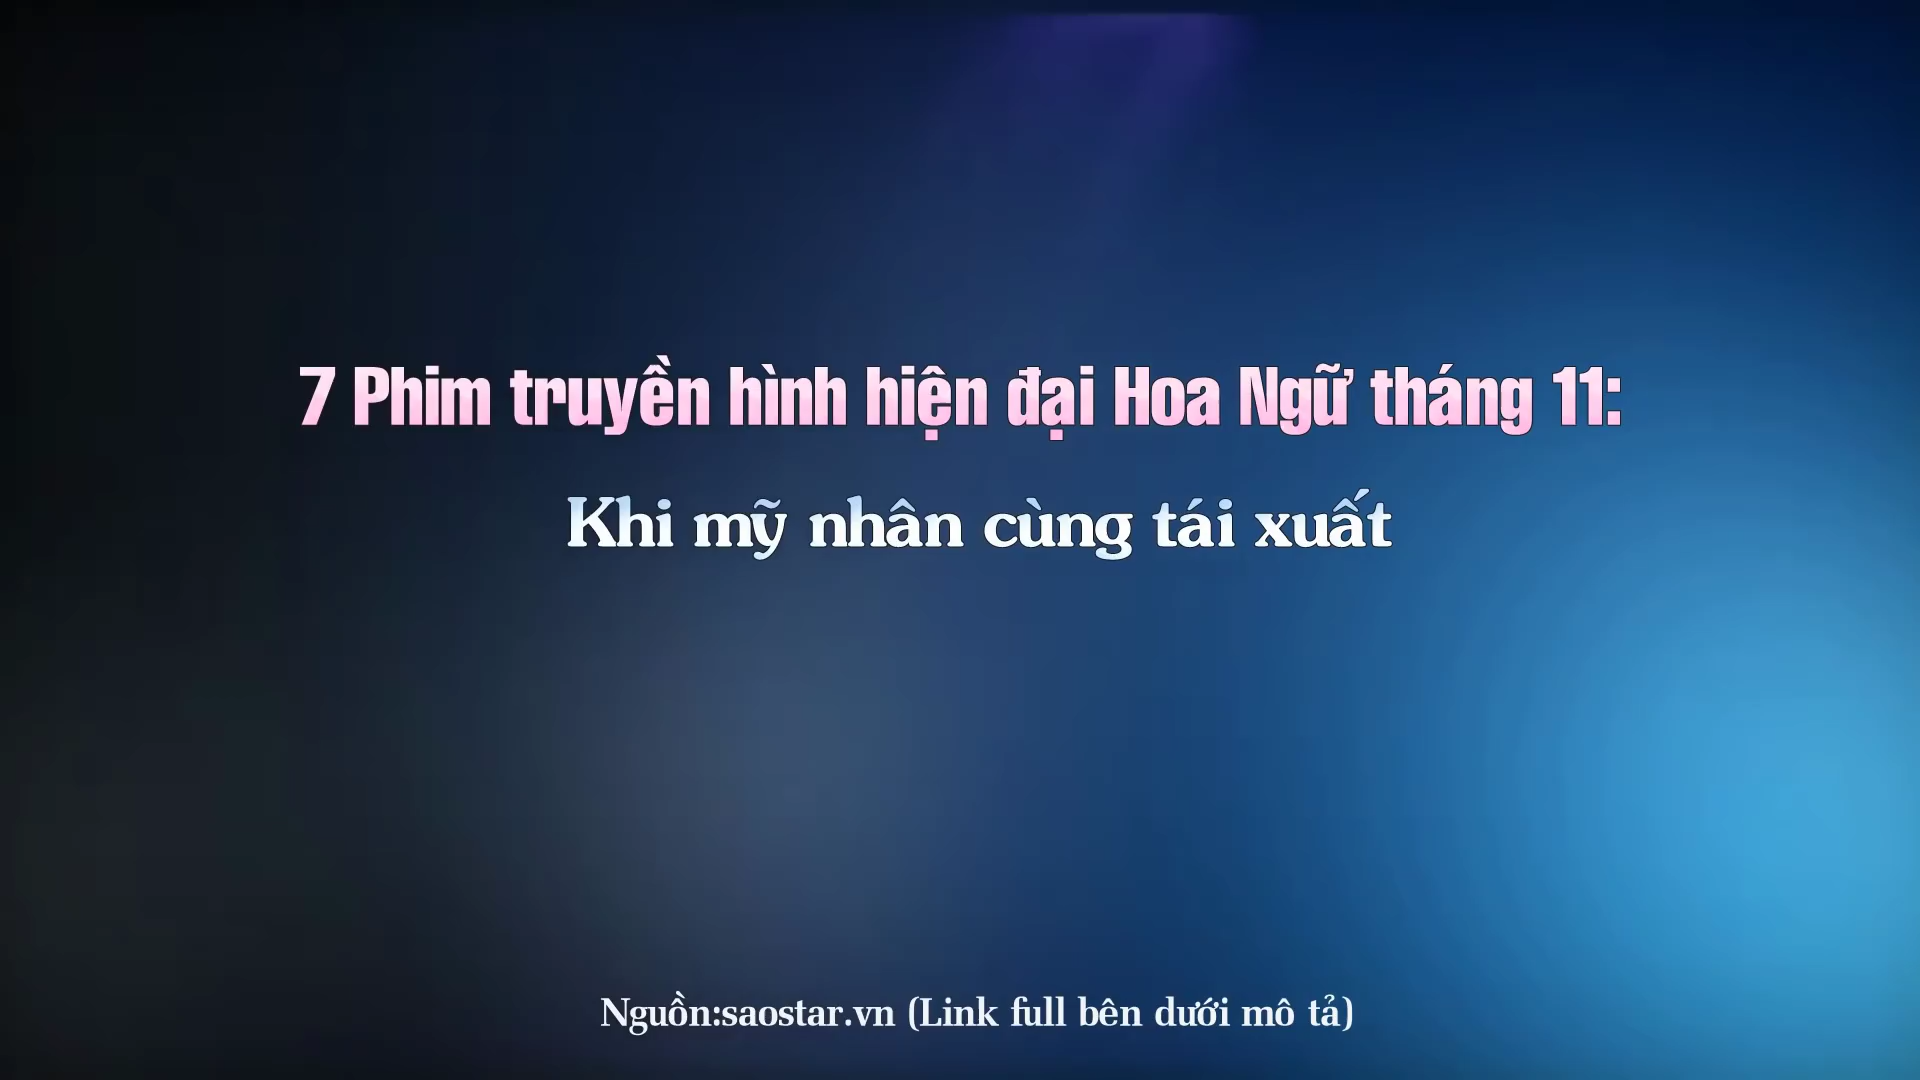 7 Phim truyền hình hiện đại Hoa Ngữ tháng 11:
Khi mỹ nhân cùng tái xuất
Nguồn:saostar.vn (Link full bên dưới mô tả)